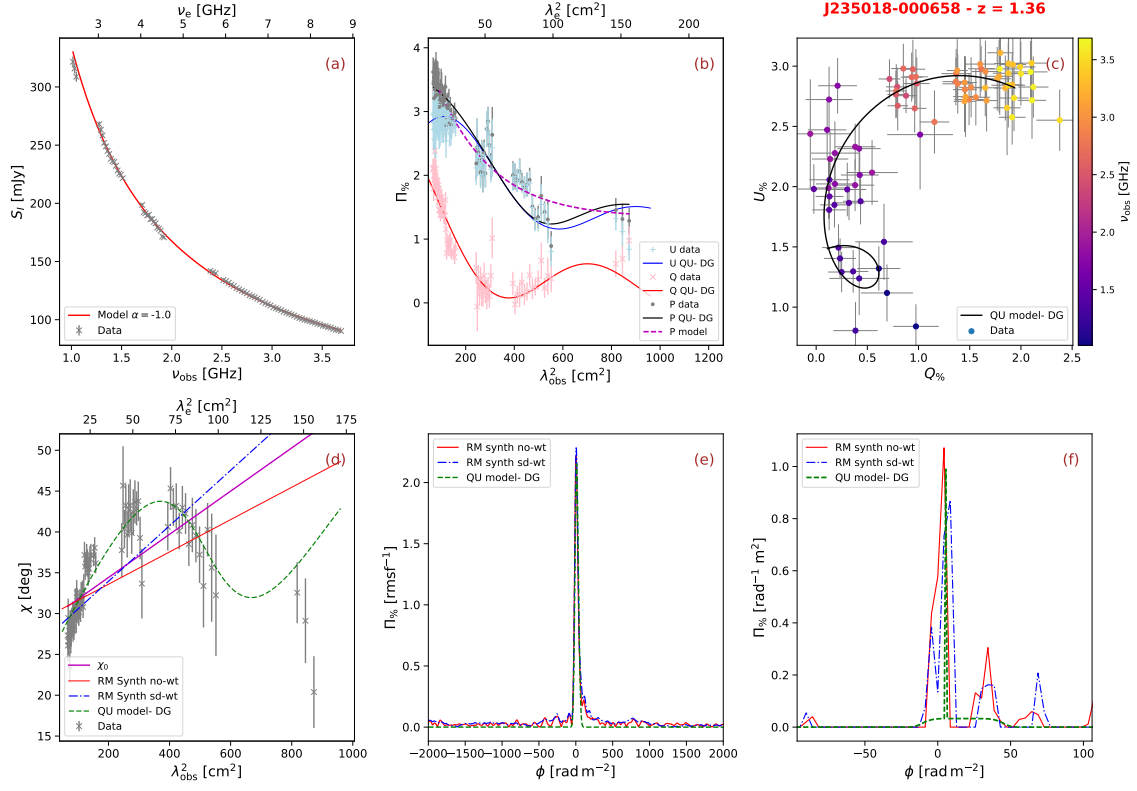 J235018-000658 - z = 1.36
ν_e [GHz]
3 4 5 6 7 8 9
(a)
S_I [mJy]
100 150 200 250 300
Model α = -1.0
Data
1.0 1.5 2.0 2.5 3.0 3.5
ν_obs [GHz]
λ_e^2 [cm^2]
50 100 150 200
(b)
Π_%
0 1 2 3 4
U data
U QU- DG
Q data
Q QU- DG
P data
P QU- DG
P model
200 400 600 800 1000 1200
λ_obs^2 [cm^2]
(c)
U_%
1.0 1.5 2.0 2.5 3.0
QU model- DG
Data
0.0 0.5 1.0 1.5 2.0 2.5
Q_%
1.5 2.0 2.5 3.0 3.5
ν_obs [GHz]
λ_e^2 [cm^2]
25 50 75 100 125 150 175
(d)
χ [deg]
15 20 25 30 35 40 45 50
χ_0
RM Synth no-wt
RM Synth sd-wt
QU model- DG
Data
200 400 600 800 1000
λ_obs^2 [cm^2]
(e)
RM synth no-wt
RM synth sd-wt
QU model- DG
Π_% [rmsf^-1]
0.0 0.5 1.0 1.5 2.0
−2000 −1500 −1000 −500 0 500 1000 1500 2000
ϕ [rad m^−2]
(f)
RM synth no-wt
RM synth sd-wt
QU model- DG
Π_% [rad^-1 m^2]
0.0 0.2 0.4 0.6 0.8 1.0
−50 0 50 100
ϕ [rad m^−2]